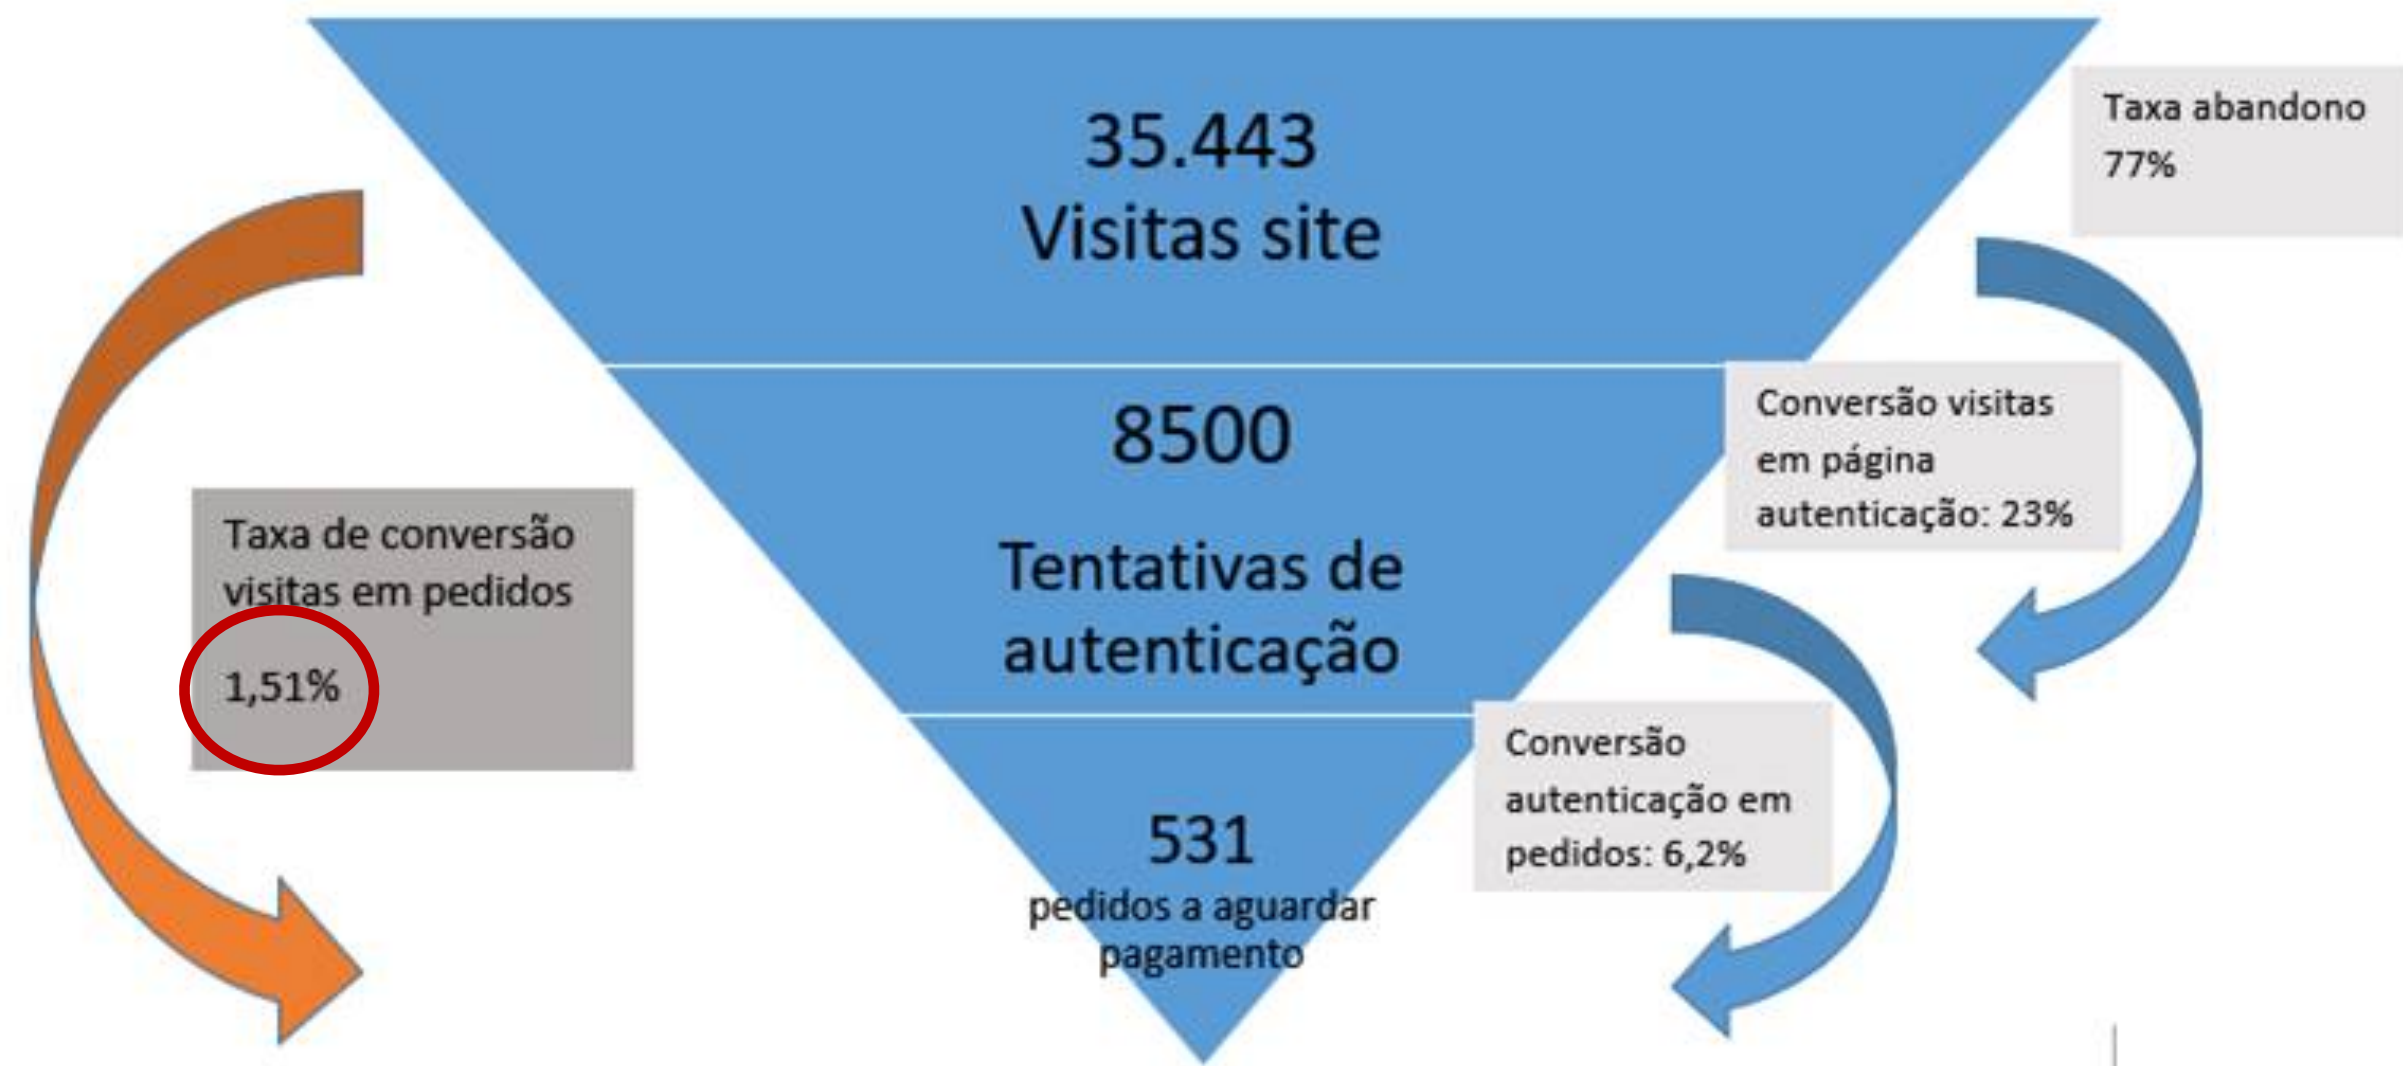 35.443
Visitas site
Taxa abandono
77%
8500
Tentativas de
autenticação
Conversão visitas
em página
autenticação: 23%
Taxa de conversão
visitas em pedidos
1,51%
531
pedidos a aguardar
pagamento
Conversão
autenticação em
pedidos: 6,2%